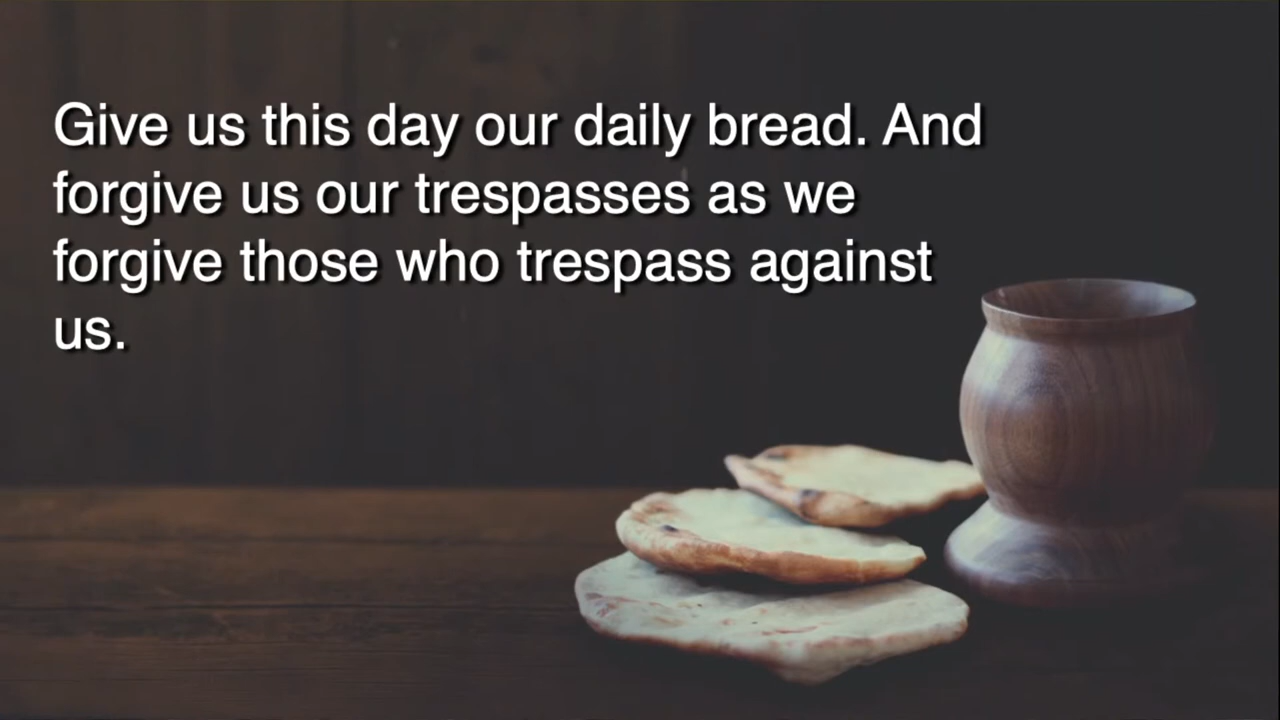 Give us this day our daily bread. And
forgive us our trespasses as we
forgive those who trespass against
us.